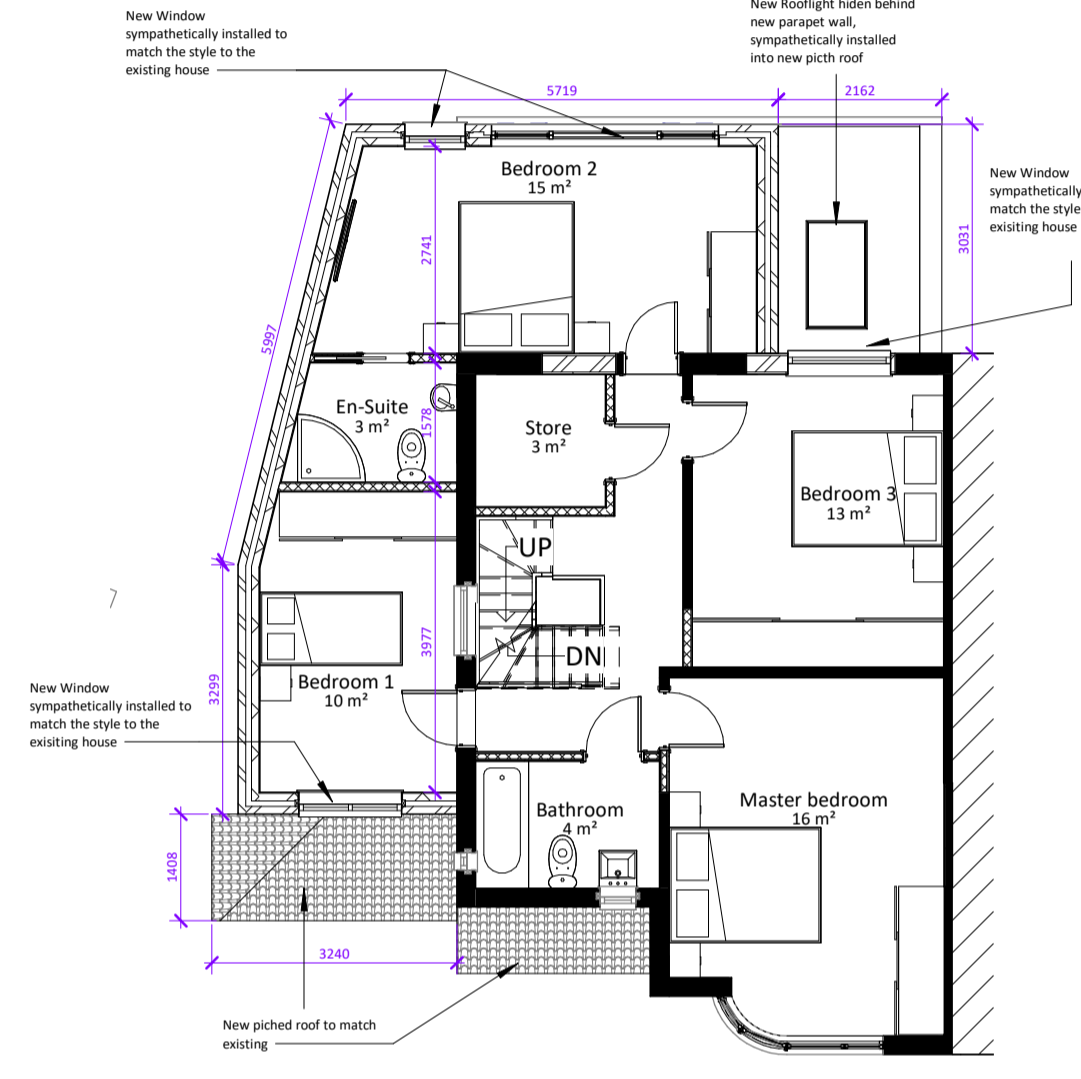 New Window
sympathetically installed to
match the style to the
existing house
New Rooflight hiden behind
new parapet wall,
sympathetically installed
into new picth roof
5719
2162
New Window
sympathetically
match the style
exisiting house
Bedroom 2
15 m²
2741
3031
5997
En-Suite
3 m²
1578
Store
3 m²
Bedroom 3
13 m²
UP
DN
3977
Bedroom 1
10 m²
3299
New Window
sympathetically installed to
match the style to the
exisiting house
Bathroom
4 m²
Master bedroom
16 m²
1408
3240
New piched roof to match
existing